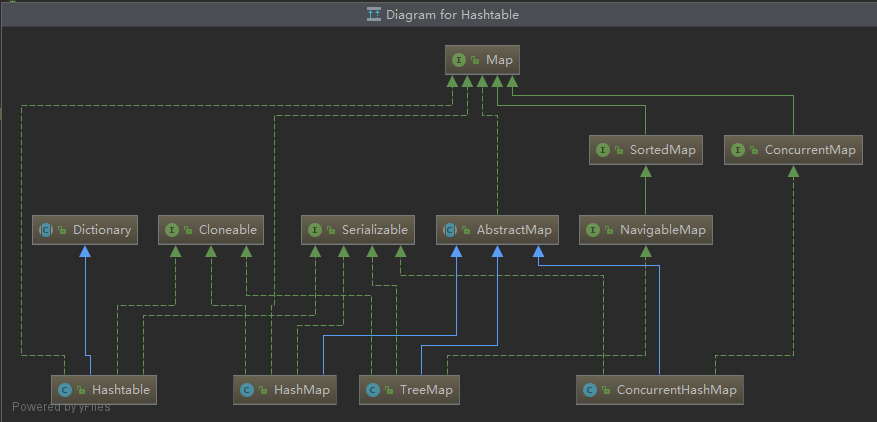 Diagram for Hashtable
I Map
I SortedMap
I ConcurrentMap
C Dictionary
I Cloneable
I Serializable
C AbstractMap
I NavigableMap
C Hashtable
C HashMap
C TreeMap
C ConcurrentHashMap
Powered by yFiles